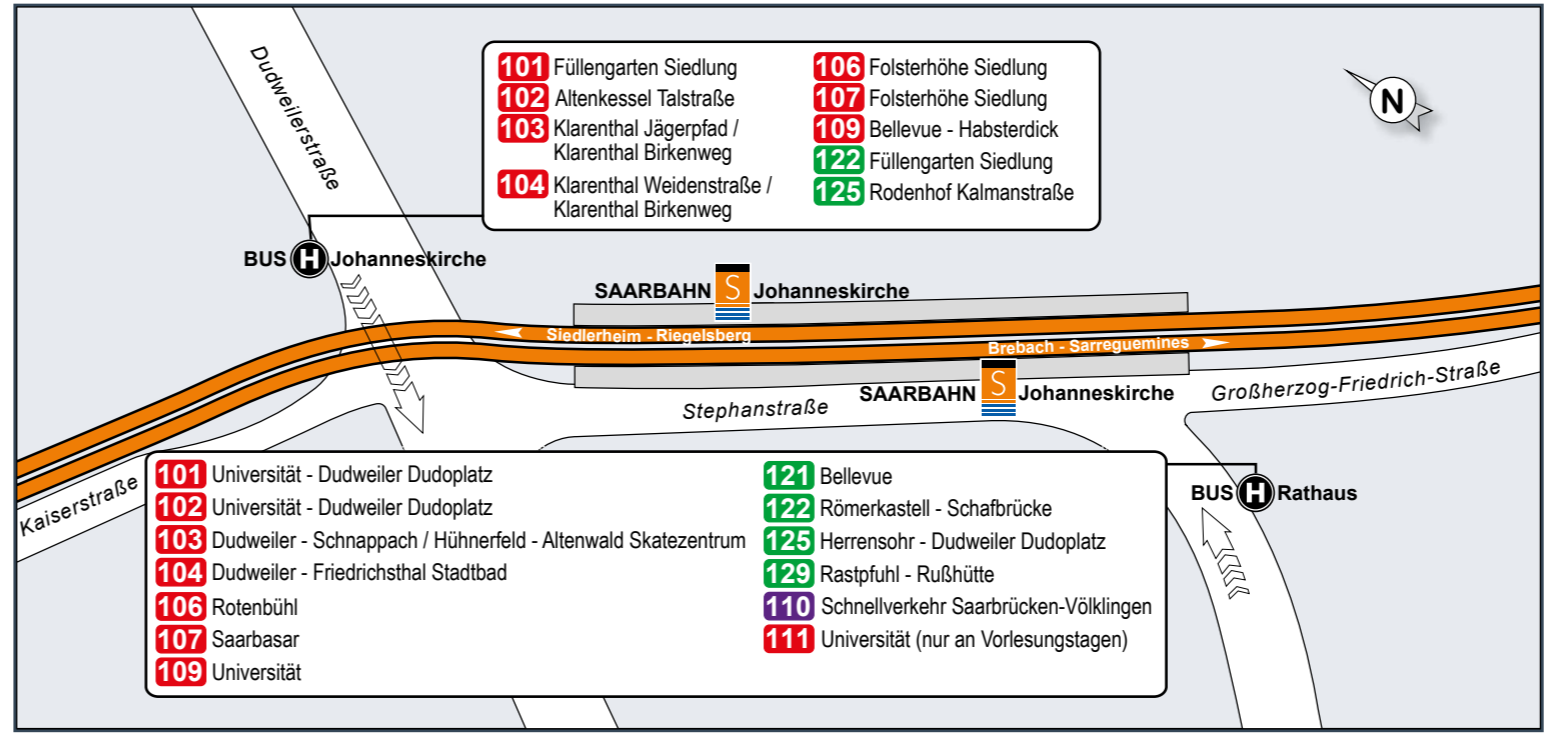 Dudweilerstraße
101 Füllengarten Siedlung
102 Altenkessel Talstraße
103 Klarenthal Jägerpfad /
Klarenthal Birkenweg
104 Klarenthal Weidenstraße /
Klarenthal Birkenweg
106 Folsterhöhe Siedlung
107 Folsterhöhe Siedlung
109 Bellevue - Habsterdick
122 Füllengarten Siedlung
125 Rodenhof Kalmanstraße
N
BUS H Johanneskirche
SAARBAHN S Johanneskirche
Siedlerheim - Riegelsberg
Brebach - Sarreguemines
SAARBAHN S Johanneskirche
Stephanstraße
Großherzog-Friedrich-Straße
Kaiserstraße
101 Universität - Dudweiler Dudoplatz
102 Universität - Dudweiler Dudoplatz
103 Dudweiler - Schnappach / Hühnerfeld - Altenwald Skatezentrum
104 Dudweiler - Friedrichsthal Stadtbad
106 Rotenbühl
107 Saarbasar
109 Universität
121 Bellevue
122 Römerkastell - Schafbrücke
125 Herrensohr - Dudweiler Dudoplatz
129 Rastpfuhl - Rußhütte
110 Schnellverkehr Saarbrücken-Völklingen
111 Universität (nur an Vorlesungstagen)
BUS H Rathaus